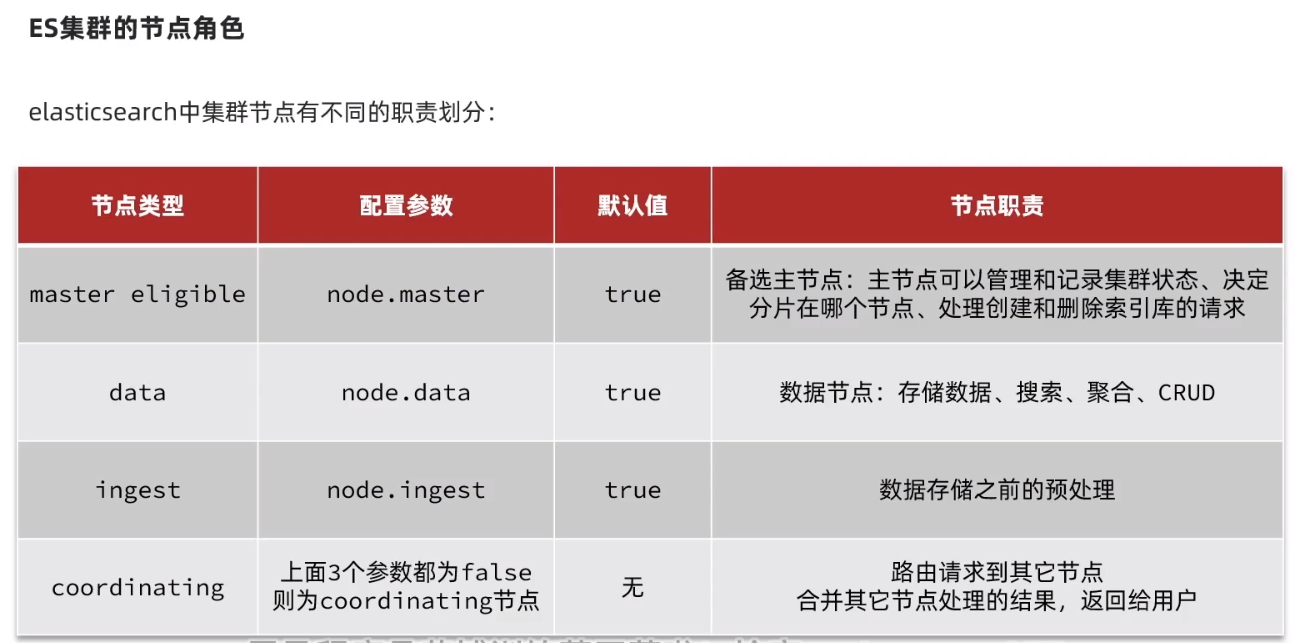 ES集群的节点角色
elasticsearch中集群节点有不同的职责划分：
节点类型 配置参数 默认值 节点职责
master eligible node.master true 备选主节点：主节点可以管理和记录集群状态、决定
分片在哪个节点、处理创建和删除索引库的请求
data node.data true 数据节点：存储数据、搜索、聚合、CRUD
ingest node.ingest true 数据存储之前的预处理
coordinating 上面3个参数都为false
则为coordinating节点 无 路由请求到其它节点
合并其它节点处理的结果，返回给用户